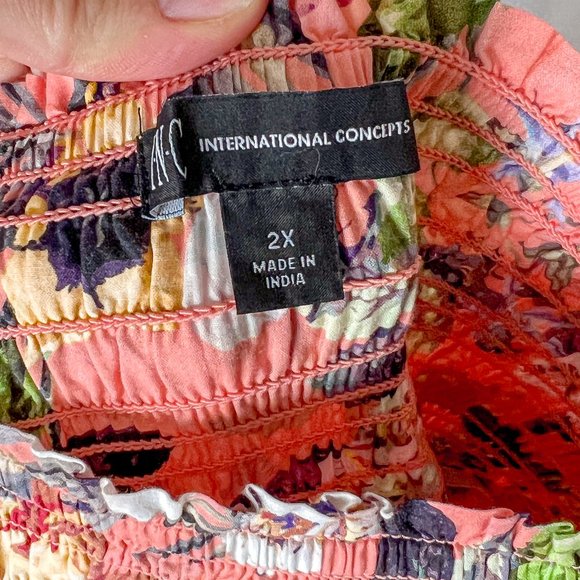 INC
INTERNATIONAL CONCEPTS
2X
MADE IN
INDIA